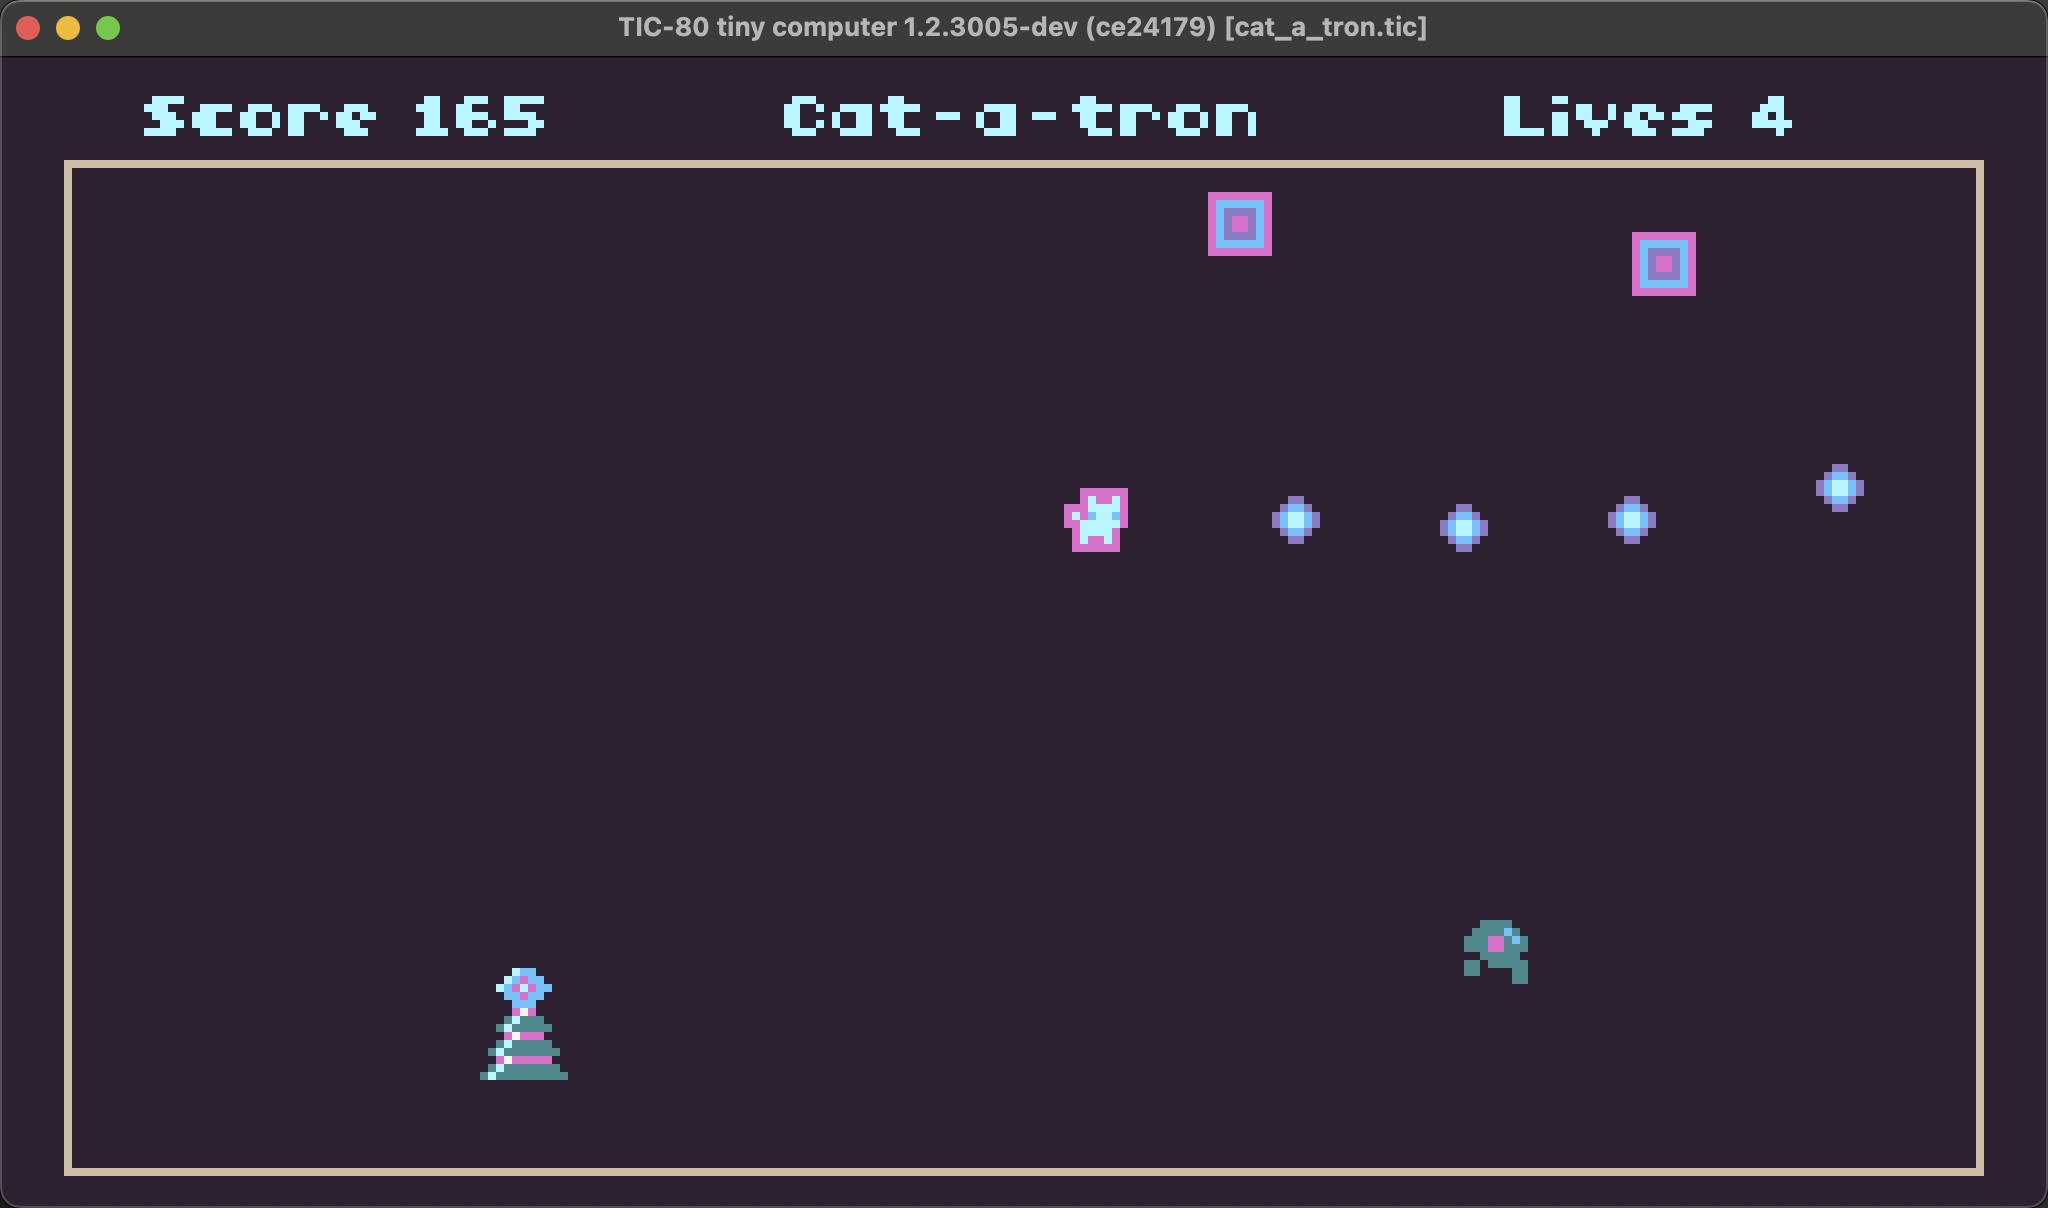 TIC-80 tiny computer 1.2.3005-dev (ce24179) [cat_a_tron.tic]
Score 165 Cat-a-tron Lives 4